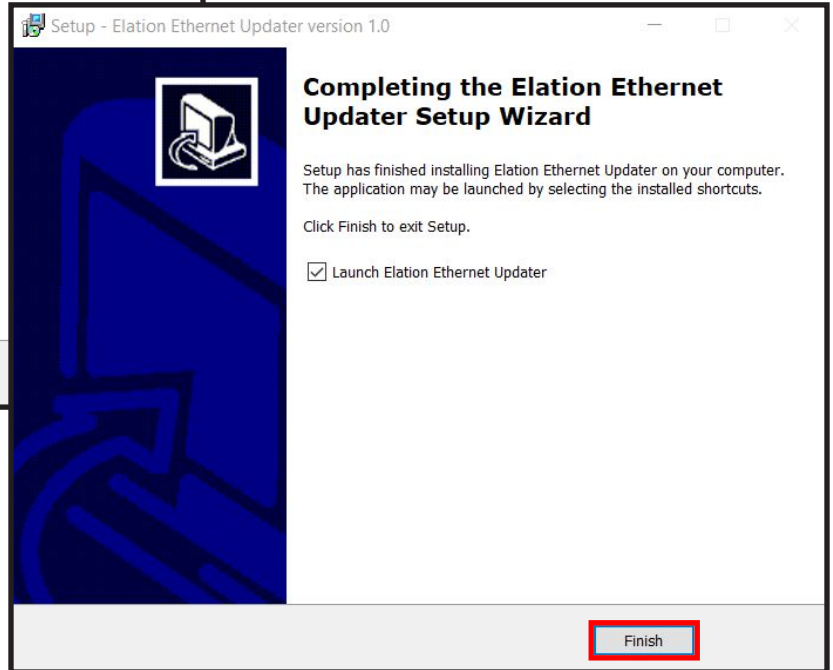 Setup - Elation Ethernet Updater version 1.0
Completing the Elation Ethernet
Updater Setup Wizard
Setup has finished installing Elation Ethernet Updater on your computer.
The application may be launched by selecting the installed shortcuts.
Click Finish to exit Setup.
Launch Elation Ethernet Updater
Finish